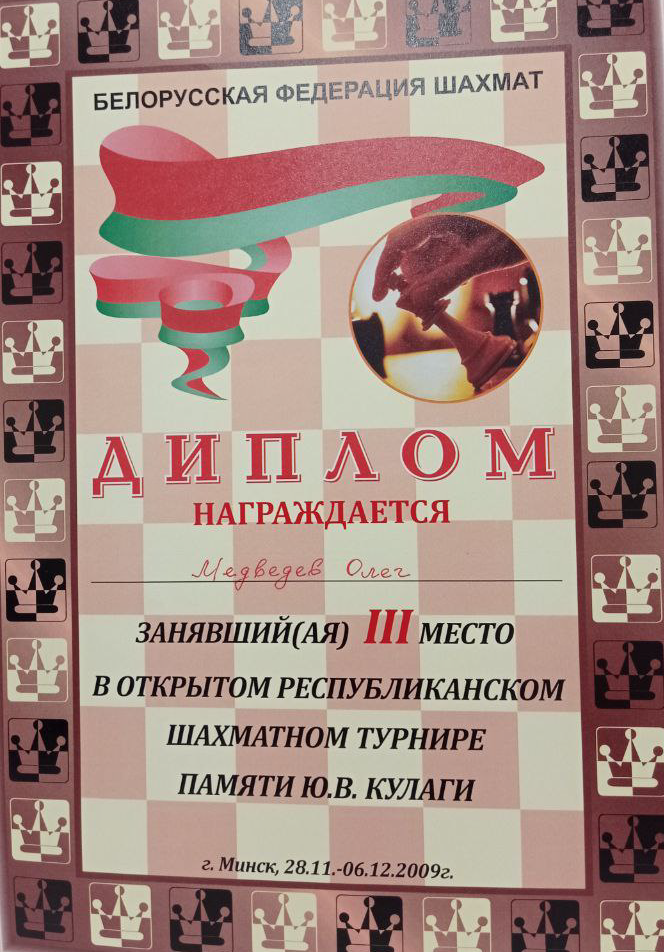 БЕЛОРУССКАЯ ФЕДЕРАЦИЯ ШАХМАТ
ДИПЛОМ
НАГРАЖДАЕТСЯ
Медведев Олег
ЗАНЯВШИЙ(АЯ) III МЕСТО
В ОТКРЫТОМ РЕСПУБЛИКАНСКОМ
ШАХМАТНОМ ТУРНИРЕ
ПАМЯТИ Ю.В. КУЛАГИ
г. Минск, 28.11.-06.12.2009г.